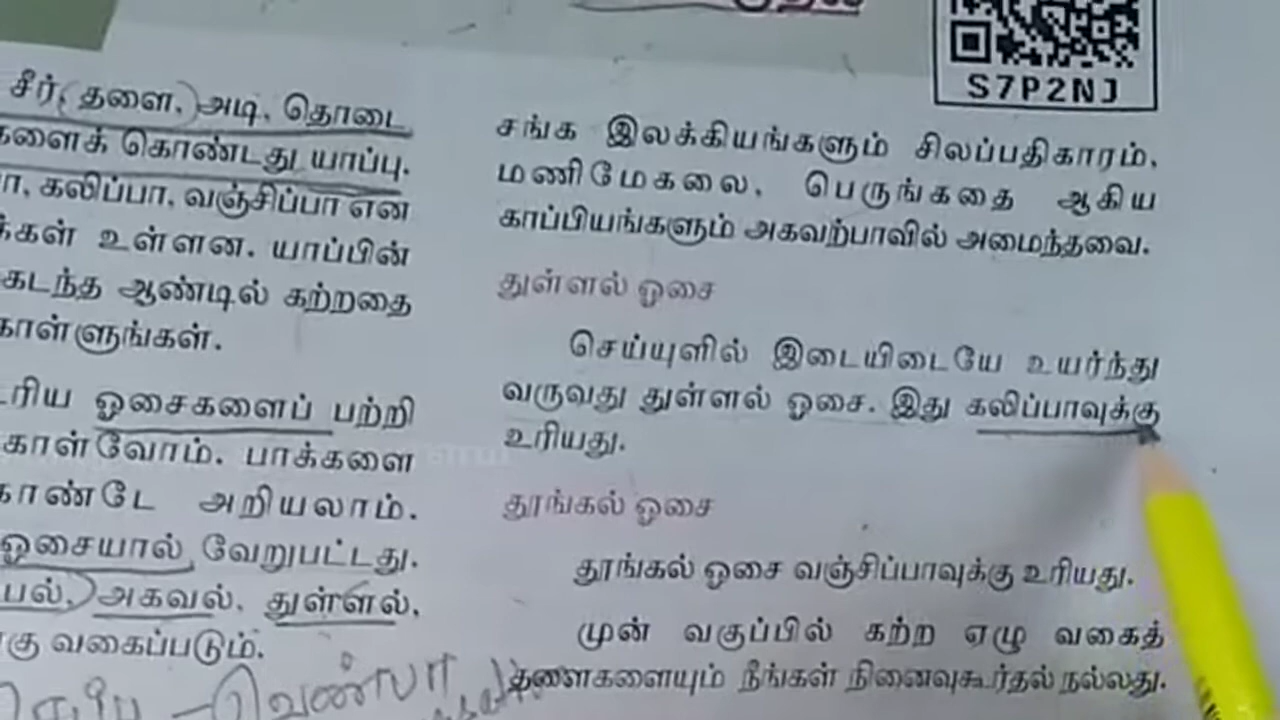 சீர், தளை, அடி, தொடை
களைக் கொண்டது யாப்பு.
கலிப்பா, வஞ்சிப்பா என
உள்ளன. யாப்பின்
கடந்த ஆண்டில் கற்றதை
ஓசைகளைப் பற்றி
பாக்களை
அறியலாம்.
ஓசையால் வேறுபட்டது.
அகவல், துள்ளல்,
வகைப்படும்.
வெண்பா
S7P2NJ
சங்க இலக்கியங்களும் சிலப்பதிகாரம்,
மணிமேகலை, பெருங்கதை ஆகிய
காப்பியங்களும் அகவற்பாவில் அமைந்தவை.
துள்ளல் ஓசை
செய்யுளில் இடையிடையே உயர்ந்து
வருவது துள்ளல் ஓசை. இது கலிப்பாவுக்கு
உரியது.
தூங்கல் ஓசை
தூங்கல் ஓசை வஞ்சிப்பாவுக்கு உரியது.
முன் வகுப்பில் கற்ற ஏழு வகைத்
தளைகளையும் நீங்கள் நினைவுகூர்தல் நல்லது.